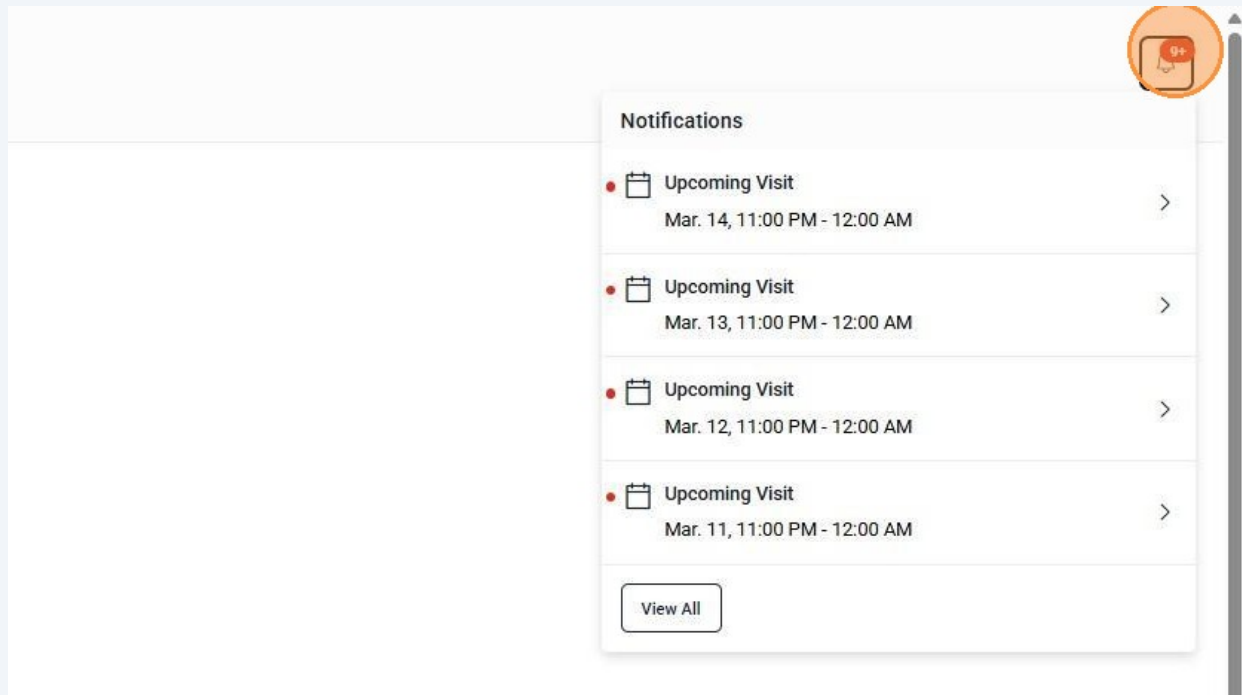 9+
Notifications
Upcoming Visit
Mar. 14, 11:00 PM - 12:00 AM
Upcoming Visit
Mar. 13, 11:00 PM - 12:00 AM
Upcoming Visit
Mar. 12, 11:00 PM - 12:00 AM
Upcoming Visit
Mar. 11, 11:00 PM - 12:00 AM
View All